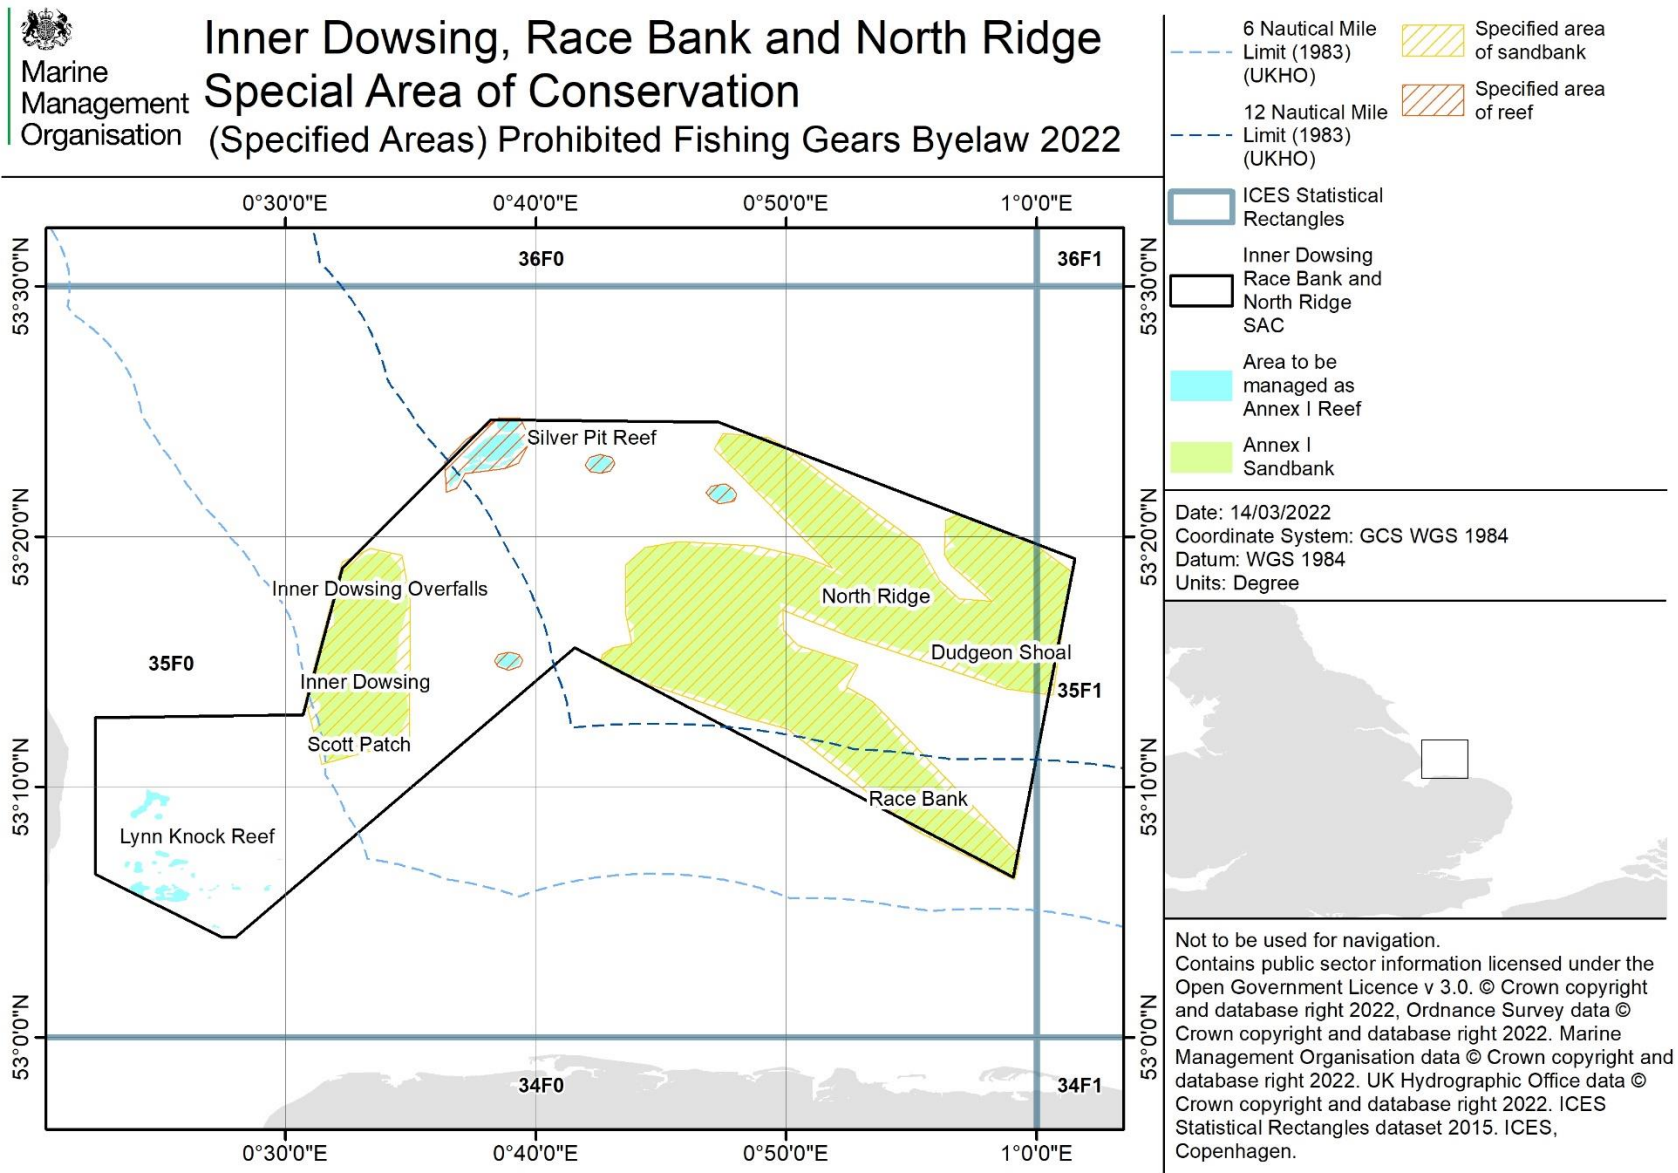 Marine
Management
Organisation
Inner Dowsing, Race Bank and North Ridge
Special Area of Conservation
(Specified Areas) Prohibited Fishing Gears Byelaw 2022
6 Nautical Mile
Limit (1983)
(UKHO)
12 Nautical Mile
Limit (1983)
(UKHO)
ICES Statistical
Rectangles
Inner Dowsing
Race Bank and
North Ridge
SAC
Area to be
managed as
Annex I Reef
Annex I
Sandbank
Specified area
of sandbank
Specified area
of reef
0°30'0"E
0°40'0"E
0°50'0"E
1°0'0"E
53°30'0"N
53°30'0"N
53°20'0"N
53°20'0"N
53°10'0"N
53°10'0"N
53°0'0"N
53°0'0"N
36F0
36F1
Silver Pit Reef
Inner Dowsing Overfalls
North Ridge
Dudgeon Shoal
35F0
Inner Dowsing
35F1
Scott Patch
Race Bank
Lynn Knock Reef
34F0
34F1
0°30'0"E
0°40'0"E
0°50'0"E
1°0'0"E
Date: 14/03/2022
Coordinate System: GCS WGS 1984
Datum: WGS 1984
Units: Degree
Not to be used for navigation.
Contains public sector information licensed under the
Open Government Licence v 3.0. © Crown copyright
and database right 2022, Ordnance Survey data ©
Crown copyright and database right 2022. Marine
Management Organisation data © Crown copyright and
database right 2022. UK Hydrographic Office data ©
Crown copyright and database right 2022. ICES
Statistical Rectangles dataset 2015. ICES,
Copenhagen.